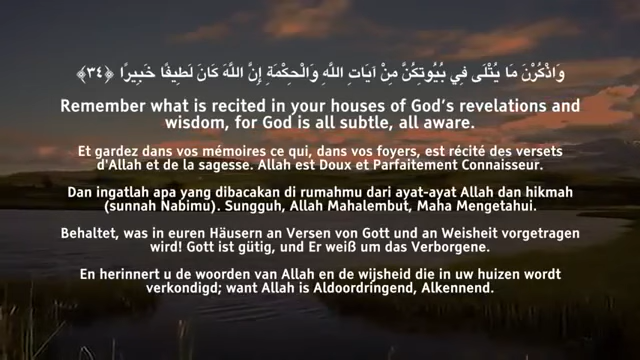 وَاذْكُرْنَ مَا يُتْلَى فِي بُيُوتِكُنَّ مِنْ آيَاتِ اللَّهِ وَالْحِكْمَةِ إِنَّ اللَّهَ كَانَ لَطِيفًا خَبِيرًا ﴿٣٤﴾
Remember what is recited in your houses of God's revelations and
wisdom, for God is all subtle, all aware.
Et gardez dans vos mémoires ce qui, dans vos foyers, est récité des versets
d'Allah et de la sagesse. Allah est Doux et Parfaitement Connaisseur.
Dan ingatlah apa yang dibacakan di rumahmu dari ayat-ayat Allah dan hikmah
(sunnah Nabimu). Sungguh, Allah Mahalembut, Maha Mengetahui.
Behaltet, was in euren Häusern an Versen von Gott und an Weisheit vorgetragen
wird! Gott ist gütig, und Er weiß um das Verborgene.
En herinnert u de woorden van Allah en de wijsheid die in uw huizen wordt
verkondigd; want Allah is Aldoordringend, Alkennend.